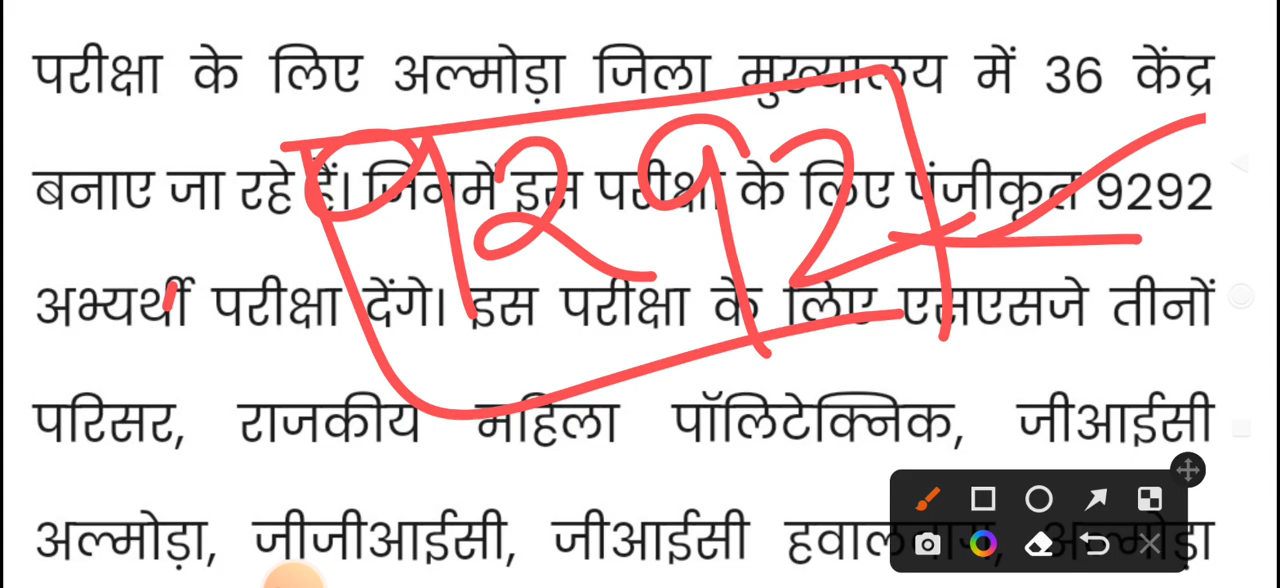 परीक्षा के लिए अल्मोड़ा जिला मुख्यालय में 36 केंद्र
बनाए जा रहे हैं। जिनमें इस परीक्षा के लिए पंजीकृत 9292
9292
अभ्यर्थी परीक्षा देंगे। इस परीक्षा के लिए एसएसजे तीनों
परिसर, राजकीय महिला पॉलिटेक्निक, जीआईसी
अल्मोड़ा, जीजीआईसी, जीआईसी हवालबाग, अल्मोड़ा